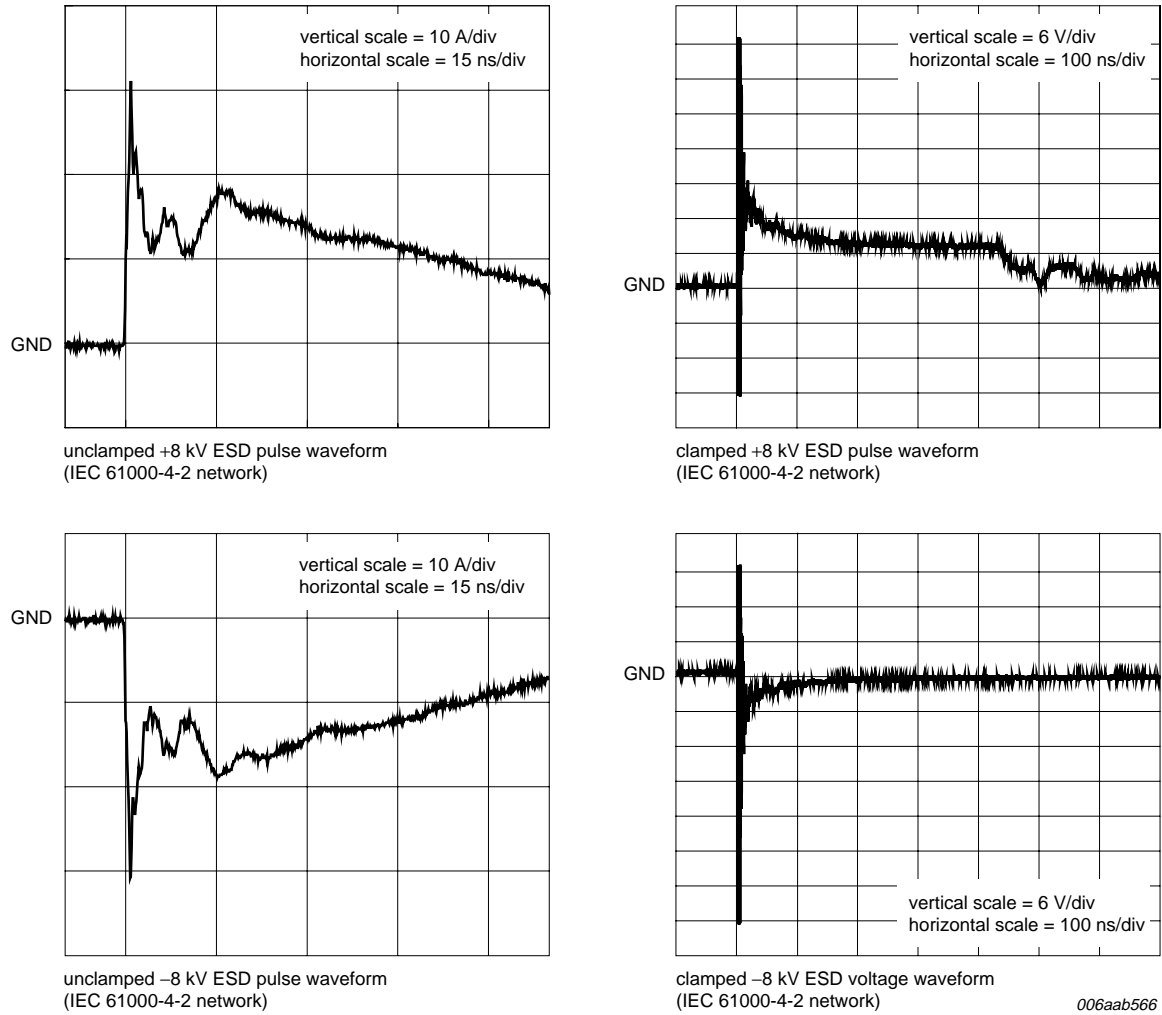 vertical scale = 10 A/div
horizontal scale = 15 ns/div
GND
unclamped +8 kV ESD pulse waveform
(IEC 61000-4-2 network)
vertical scale = 6 V/div
horizontal scale = 100 ns/div
GND
clamped +8 kV ESD pulse waveform
(IEC 61000-4-2 network)
vertical scale = 10 A/div
horizontal scale = 15 ns/div
GND
unclamped −8 kV ESD pulse waveform
(IEC 61000-4-2 network)
GND
vertical scale = 6 V/div
horizontal scale = 100 ns/div
clamped −8 kV ESD voltage waveform
(IEC 61000-4-2 network)
006aab566